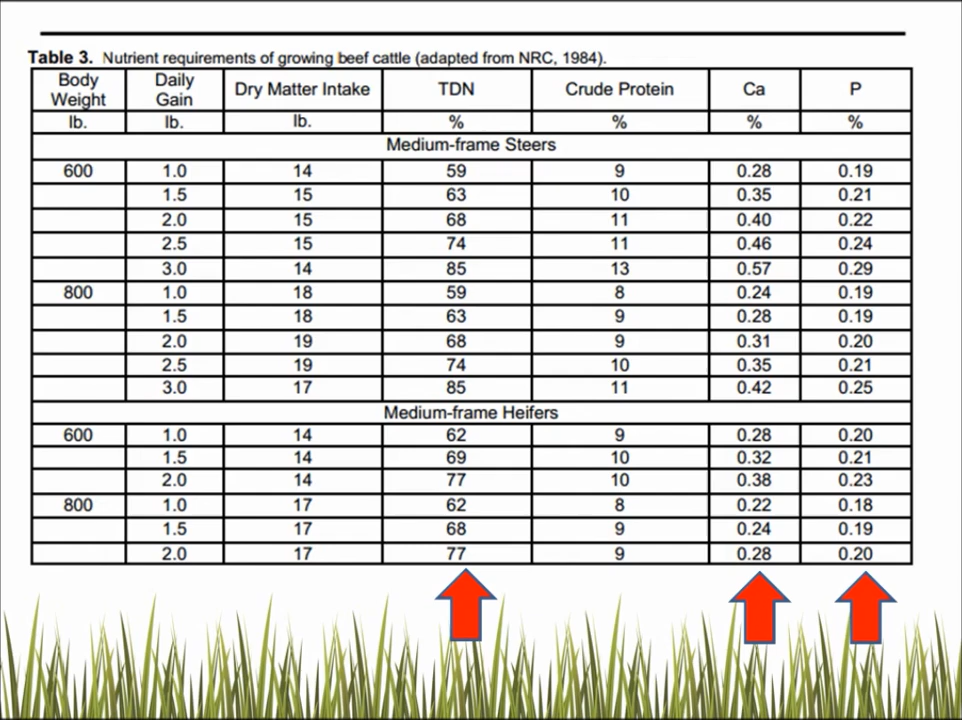 Table 3. Nutrient requirements of growing beef cattle (adapted from NRC, 1984).
Body Weight Daily Gain Dry Matter Intake TDN Crude Protein Ca P
lb. lb. lb. % % % %
Medium-frame Steers
600 1.0 14 59 9 0.28 0.19
1.5 15 63 10 0.35 0.21
2.0 15 68 11 0.40 0.22
2.5 15 74 11 0.46 0.24
3.0 14 85 13 0.57 0.29
800 1.0 18 59 8 0.24 0.19
1.5 18 63 9 0.28 0.19
2.0 19 68 9 0.31 0.20
2.5 19 74 10 0.35 0.21
3.0 17 85 11 0.42 0.25
Medium-frame Heifers
600 1.0 14 62 9 0.28 0.20
1.5 14 69 10 0.32 0.21
2.0 14 77 10 0.38 0.23
800 1.0 17 62 8 0.22 0.18
1.5 17 68 9 0.24 0.19
2.0 17 77 9 0.28 0.20